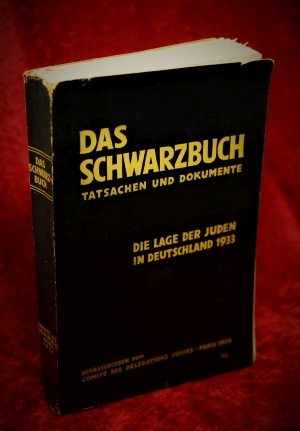 DAS
SCHWARZBUCH
TATSACHEN UND DOKUMENTE
DIE LAGE DER JUDEN
IN DEUTSCHLAND 1933
HERAUSGEGEBEN VOM
COMITÉ DES DÉLÉGATIONS JUIVES - PARIS 1934
DAS
SCHWARZ
BUCH